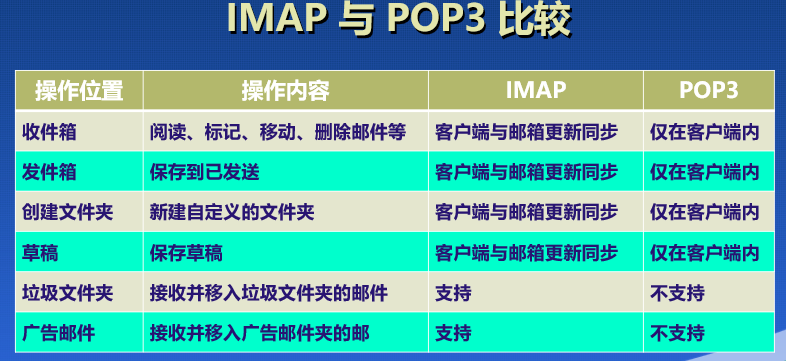 IMAP 与 POP3 比较
操作位置 操作内容 IMAP POP3
收件箱 阅读、标记、移动、删除邮件等 客户端与邮箱更新同步 仅在客户端内
发件箱 保存到已发送 客户端与邮箱更新同步 仅在客户端内
创建文件夹 新建自定义的文件夹 客户端与邮箱更新同步 仅在客户端内
草稿 保存草稿 客户端与邮箱更新同步 仅在客户端内
垃圾文件夹 接收并移入垃圾文件夹的邮件 支持 不支持
广告邮件 接收并移入广告邮件夹的邮 支持 不支持